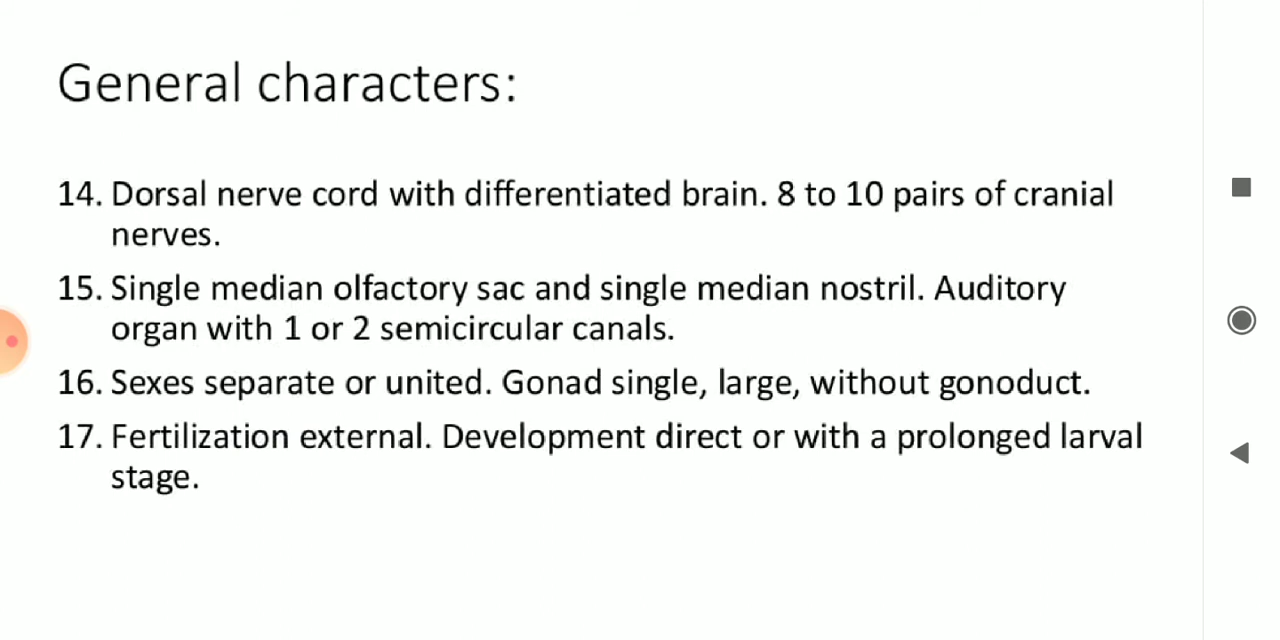 General characters:
14. Dorsal nerve cord with differentiated brain. 8 to 10 pairs of cranial
nerves.
15. Single median olfactory sac and single median nostril. Auditory
organ with 1 or 2 semicircular canals.
16. Sexes separate or united. Gonad single, large, without gonoduct.
17. Fertilization external. Development direct or with a prolonged larval
stage.